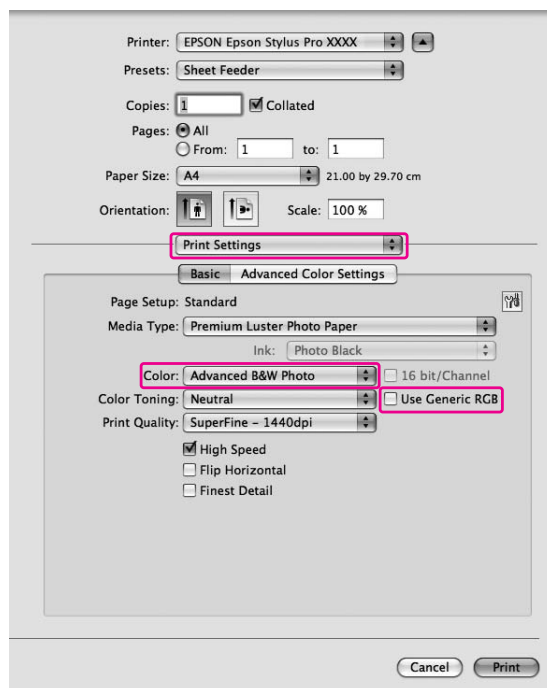 Printer: EPSON Epson Stylus Pro XXXX
Presets: Sheet Feeder
Copies: 1 Collated
Pages: All
From: 1 to: 1
Paper Size: A4 21.00 by 29.70 cm
Orientation: Scale: 100 %
Print Settings
Basic Advanced Color Settings
Page Setup: Standard
Media Type: Premium Luster Photo Paper
Ink: Photo Black
Color: Advanced B&W Photo 16 bit/Channel
Color Toning: Neutral Use Generic RGB
Print Quality: SuperFine - 1440dpi
High Speed
Flip Horizontal
Finest Detail
Cancel Print